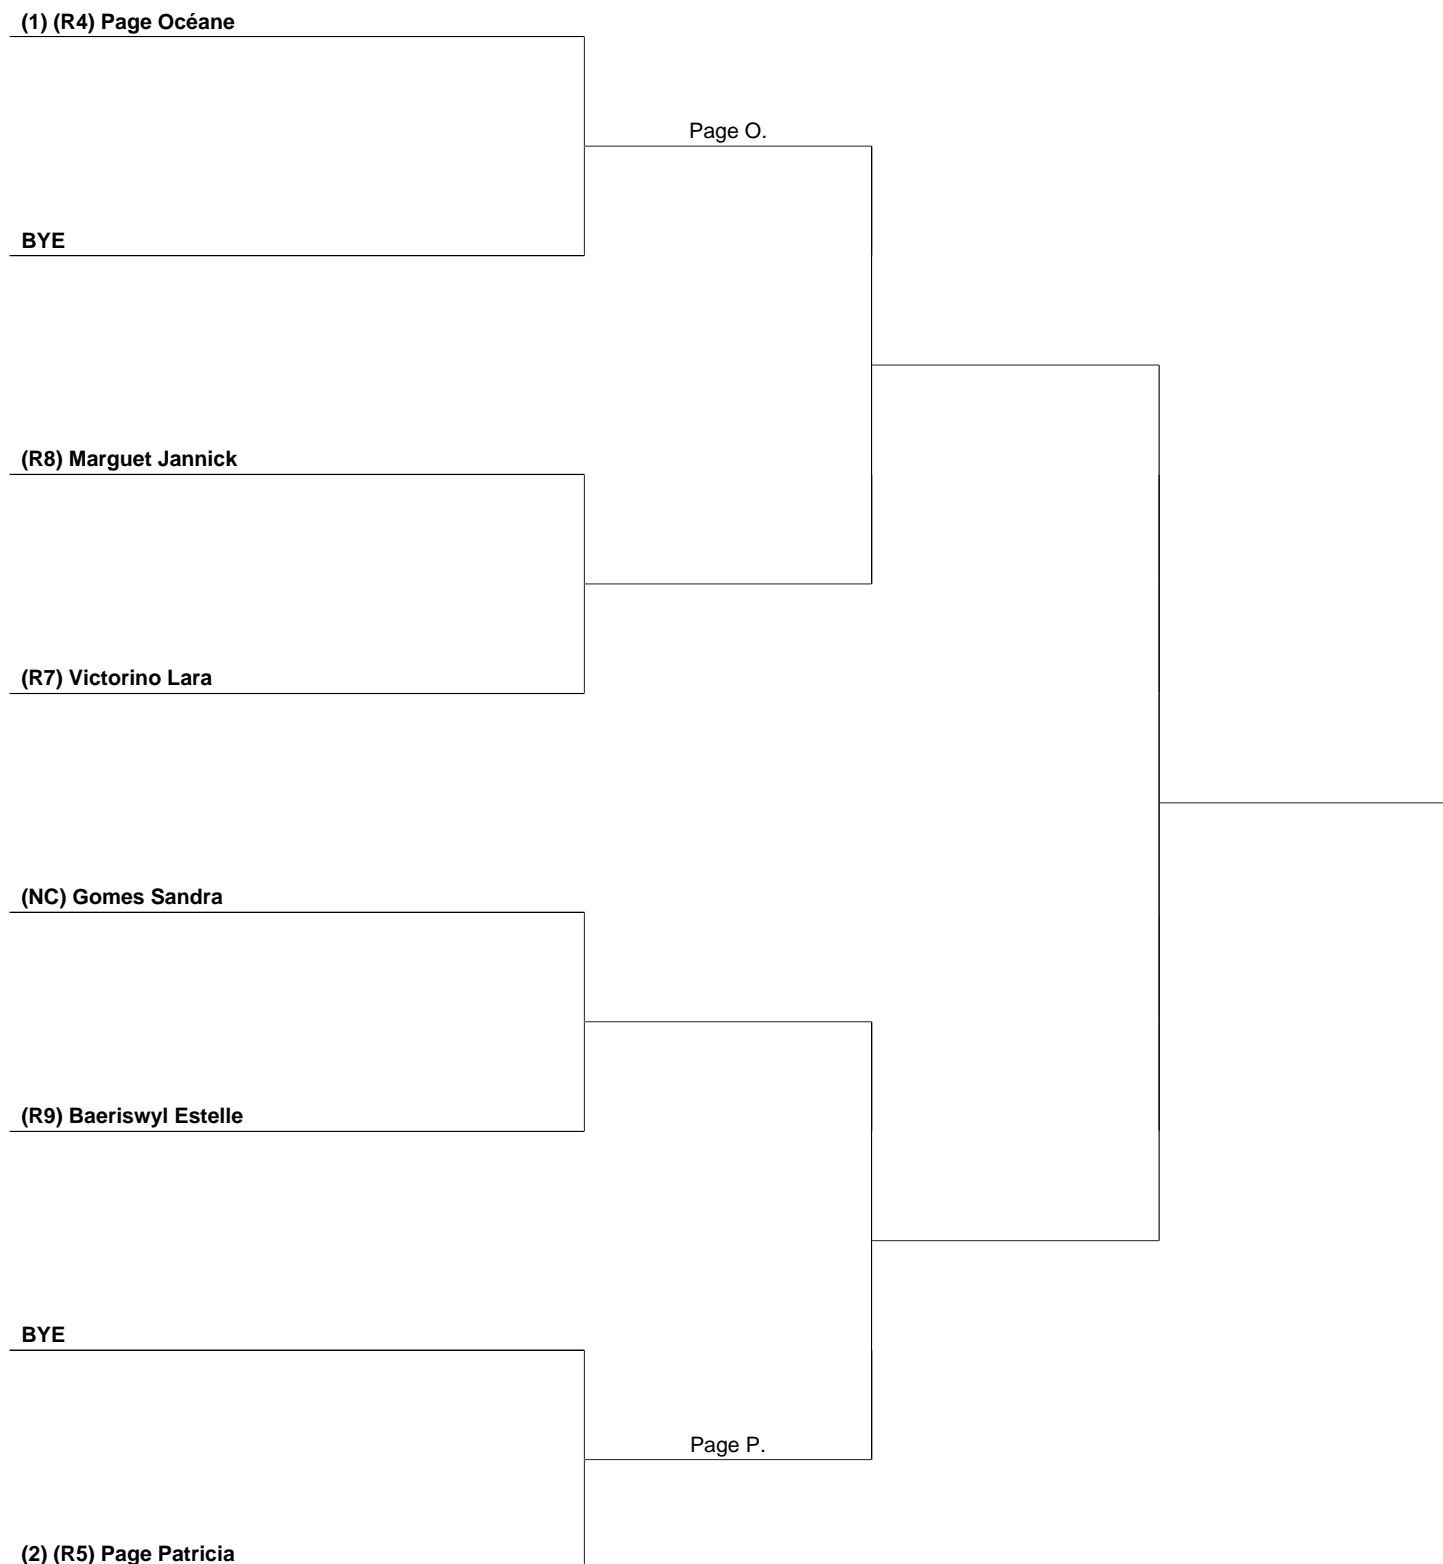 (1) (R4) Page Océane
Page O.
BYE
(R8) Marguet Jannick
(R7) Victorino Lara
(NC) Gomes Sandra
(R9) Baeriswyl Estelle
BYE
Page P.
(2) (R5) Page Patricia